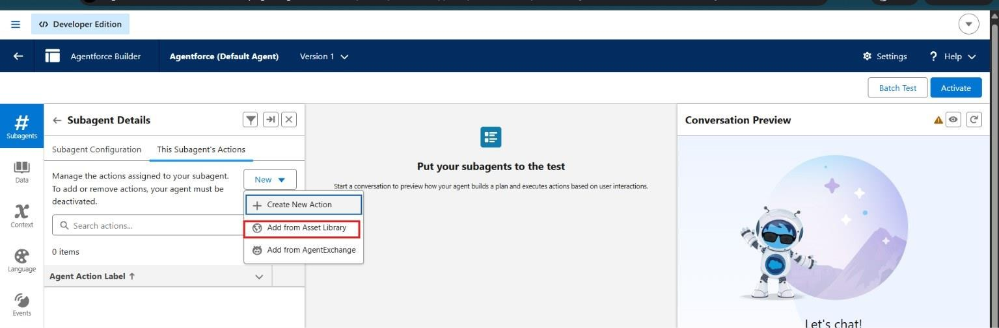 Developer Edition
Agentforce Builder
Agentforce (Default Agent)
Version 1
Settings
? Help
Batch Test
Activate
Subagents
Data
Context
Language
Events
Subagent Details
Subagent Configuration
This Subagent's Actions
Manage the actions assigned to your subagent.
To add or remove actions, your agent must be
deactivated.
New
Create New Action
Add from Asset Library
Add from AgentExchange
Search actions...
0 items
Agent Action Label
Put your subagents to the test
Start a conversation to preview how your agent builds a plan and executes actions based on user interactions.
Conversation Preview
Let's chat!